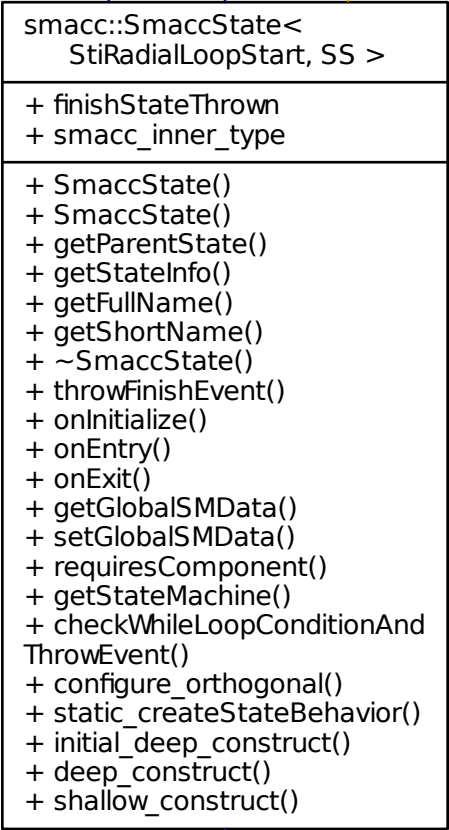 smacc::SmaccState<
StiRadialLoopStart, SS >
+ finishStateThrown
+ smacc_inner_type
+ SmaccState()
+ SmaccState()
+ getParentState()
+ getStateInfo()
+ getFullName()
+ getShortName()
+ ~SmaccState()
+ throwFinishEvent()
+ onInitialize()
+ onEntry()
+ onExit()
+ getGlobalSMData()
+ setGlobalSMData()
+ requiresComponent()
+ getStateMachine()
+ checkWhileLoopConditionAnd
ThrowEvent()
+ configure_orthogonal()
+ static_createStateBehavior()
+ initial_deep_construct()
+ deep_construct()
+ shallow_construct()